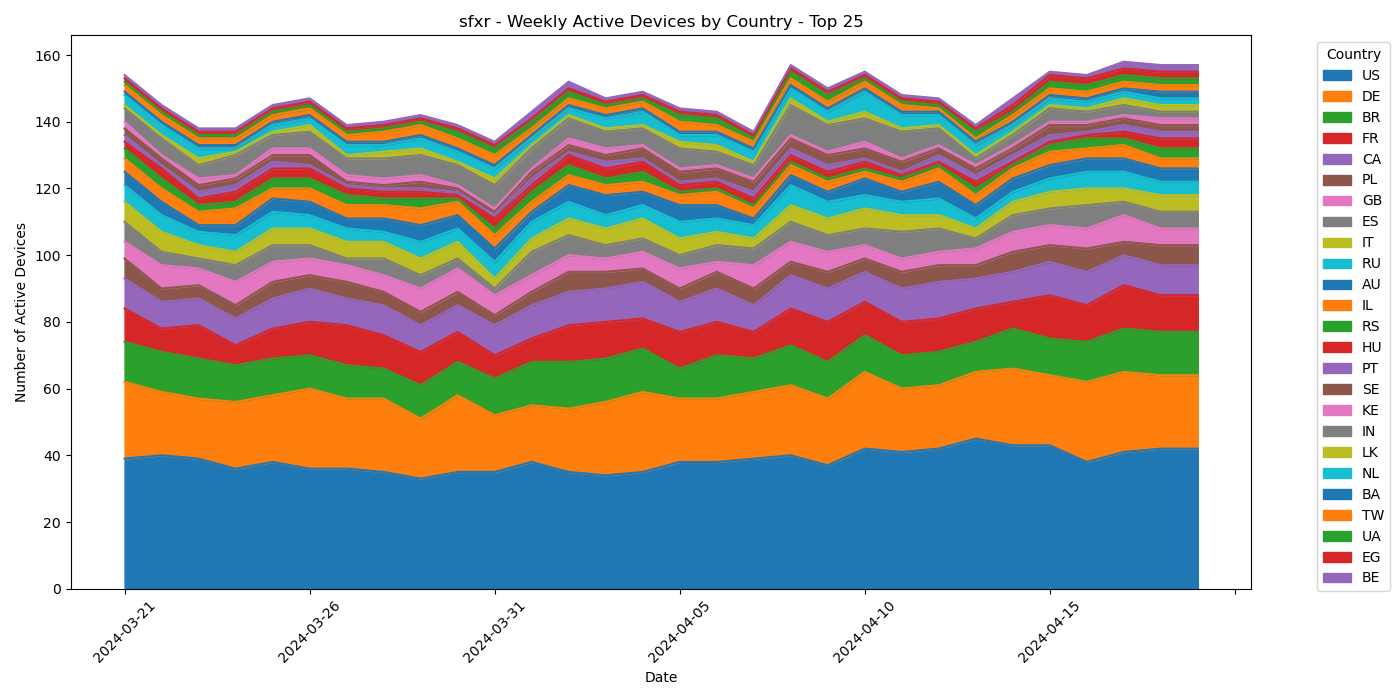 sfxr - Weekly Active Devices by Country - Top 25
Number of Active Devices
160
140
120
100
80
60
40
20
0
2024-03-21
2024-03-26
2024-03-31
2024-04-05
2024-04-10
2024-04-15
Date
Country
US
DE
BR
FR
CA
PL
GB
ES
IT
RU
AU
IL
RS
HU
PT
SE
KE
IN
LK
NL
BA
TW
UA
EG
BE